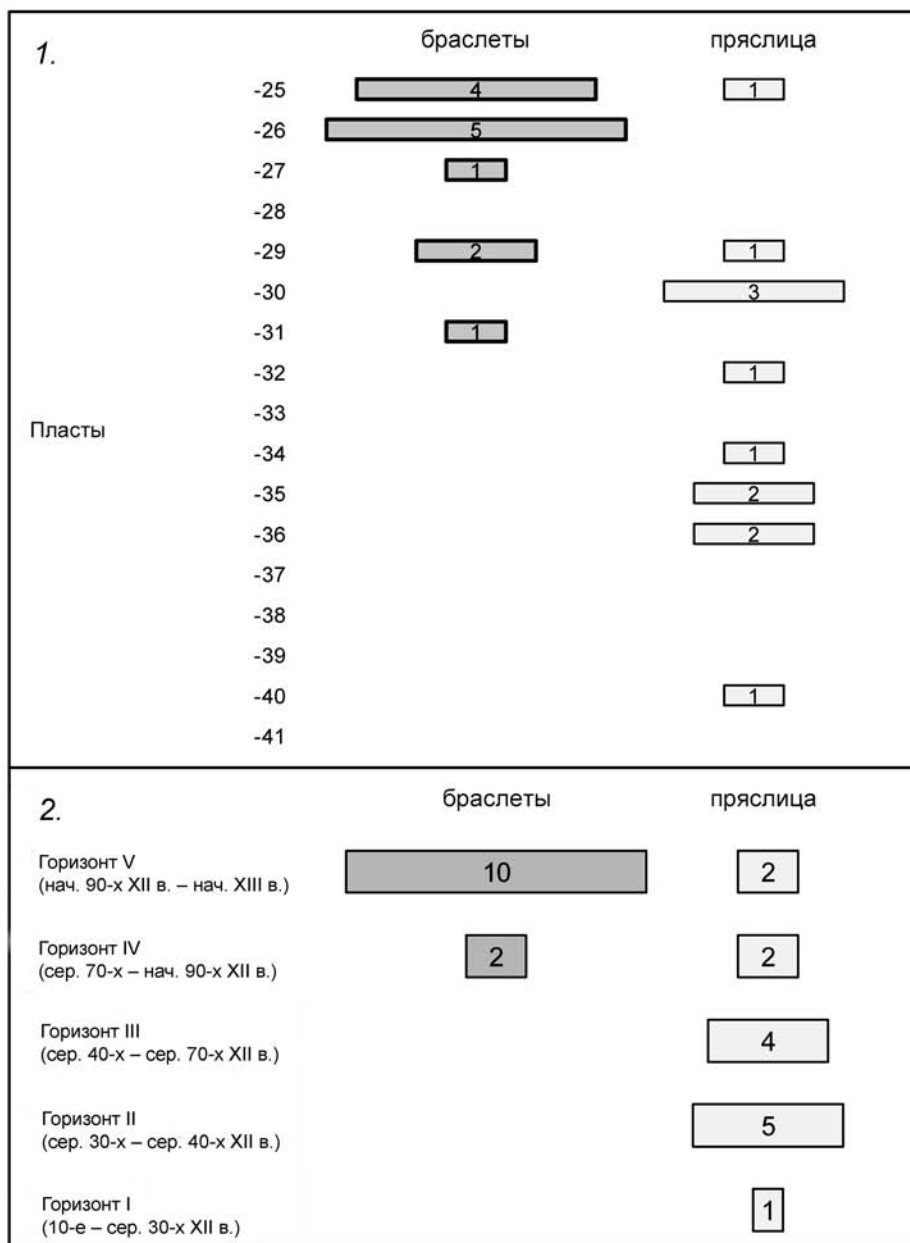 1.
браслеты пряслица
-25 4 1
-26 5
-27 1
-28
-29 2 1
-30 3
-31 1
-32 1
-33
Пласты
-34 1
-35 2
-36 2
-37
-38
-39
-40 1
-41
2.
браслеты пряслица
Горизонт V
(нач. 90-х XII в. – нач. XIII в.)
10 2
Горизонт IV
(сер. 70-х – нач. 90-х XII в.)
2 2
Горизонт III
(сер. 40-х – сер. 70-х XII в.)
4
Горизонт II
(сер. 30-х – сер. 40-х XII в.)
5
Горизонт I
(10-е – сер. 30-х XII в.)
1